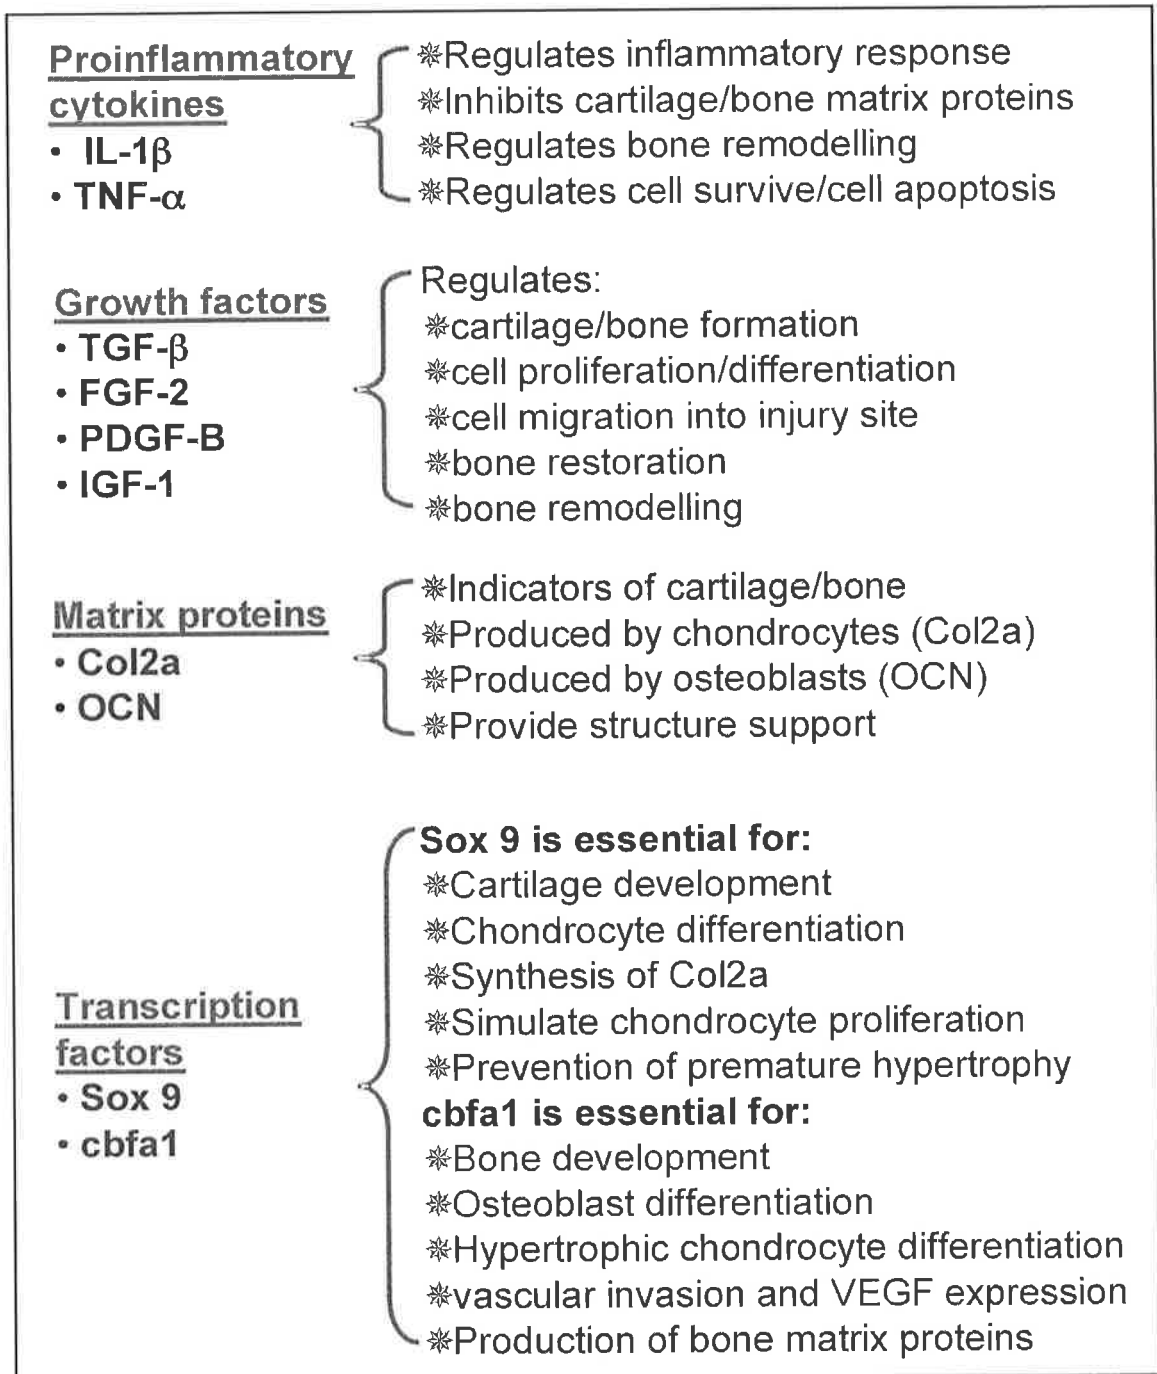 Proinflammatory
cytokines
• IL-1β
• TNF-α
✵Regulates inflammatory response
✵Inhibits cartilage/bone matrix proteins
✵Regulates bone remodelling
✵Regulates cell survive/cell apoptosis
Growth factors
• TGF-β
• FGF-2
• PDGF-B
• IGF-1
Regulates:
✵cartilage/bone formation
✵cell proliferation/differentiation
✵cell migration into injury site
✵bone restoration
✵bone remodelling
Matrix proteins
• Col2a
• OCN
✵Indicators of cartilage/bone
✵Produced by chondrocytes (Col2a)
✵Produced by osteoblasts (OCN)
✵Provide structure support
Transcription
factors
• Sox 9
• cbfa1
Sox 9 is essential for:
✵Cartilage development
✵Chondrocyte differentiation
✵Synthesis of Col2a
✵Simulate chondrocyte proliferation
✵Prevention of premature hypertrophy
cbfa1 is essential for:
✵Bone development
✵Osteoblast differentiation
✵Hypertrophic chondrocyte differentiation
✵vascular invasion and VEGF expression
✵Production of bone matrix proteins